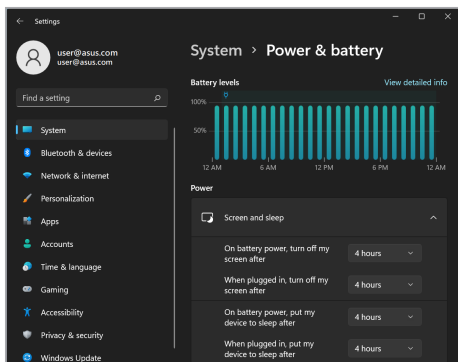 Settings
user@asus.com
user@asus.com
Find a setting
System
Bluetooth & devices
Network & internet
Personalization
Apps
Accounts
Time & language
Gaming
Accessibility
Privacy & security
Windows Update
System > Power & battery
Battery levels
View detailed info
100%
50%
12 AM 6 AM 12 PM 6 PM 12 AM
Power
Screen and sleep
On battery power, turn off my
screen after
4 hours
When plugged in, turn off my
screen after
4 hours
On battery power, put my
device to sleep after
4 hours
When plugged in, put my
device to sleep after
4 hours